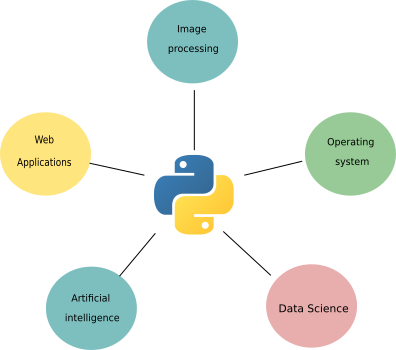 Image
processing
Web
Applications
Operating
system
Artificial
intelligence
Data Science